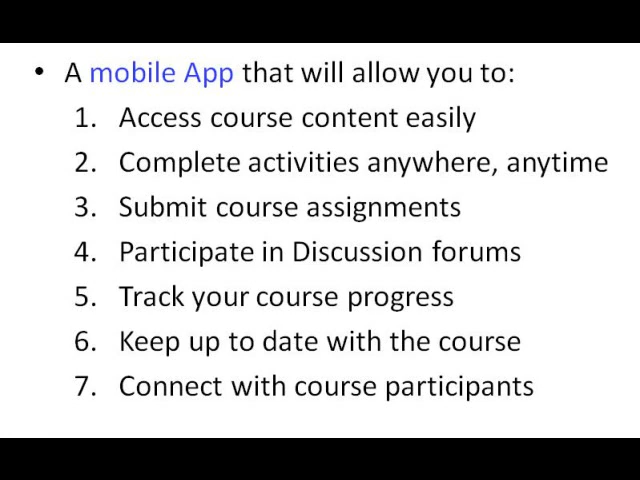 • A mobile App that will allow you to:
1. Access course content easily
2. Complete activities anywhere, anytime
3. Submit course assignments
4. Participate in Discussion forums
5. Track your course progress
6. Keep up to date with the course
7. Connect with course participants